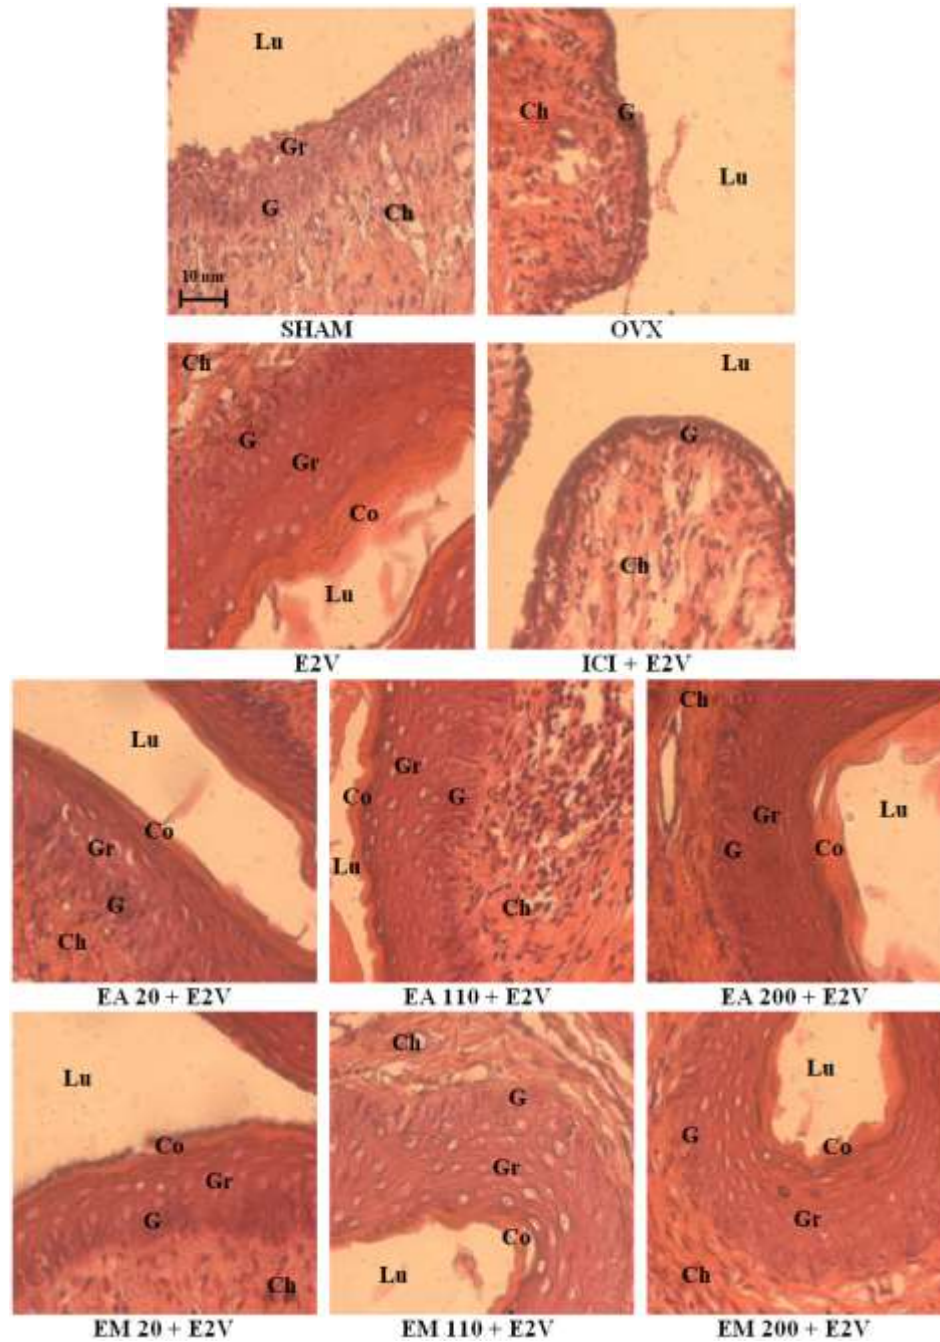 Lu
Gr
G
Ch
10 um
SHAM
Ch
G
Lu
OVX
Ch
G
Gr
Co
Lu
E2V
Lu
G
Ch
ICI + E2V
Lu
Co
Gr
G
Ch
EA 20 + E2V
Gr
Co
G
Lu
Ch
EA 110 + E2V
Ch
Gr
Lu
G
Co
EA 200 + E2V
Lu
Co
Gr
G
Ch
EM 20 + E2V
Ch
G
Gr
Co
Lu
EM 110 + E2V
Lu
G
Co
Gr
Ch
EM 200 + E2V